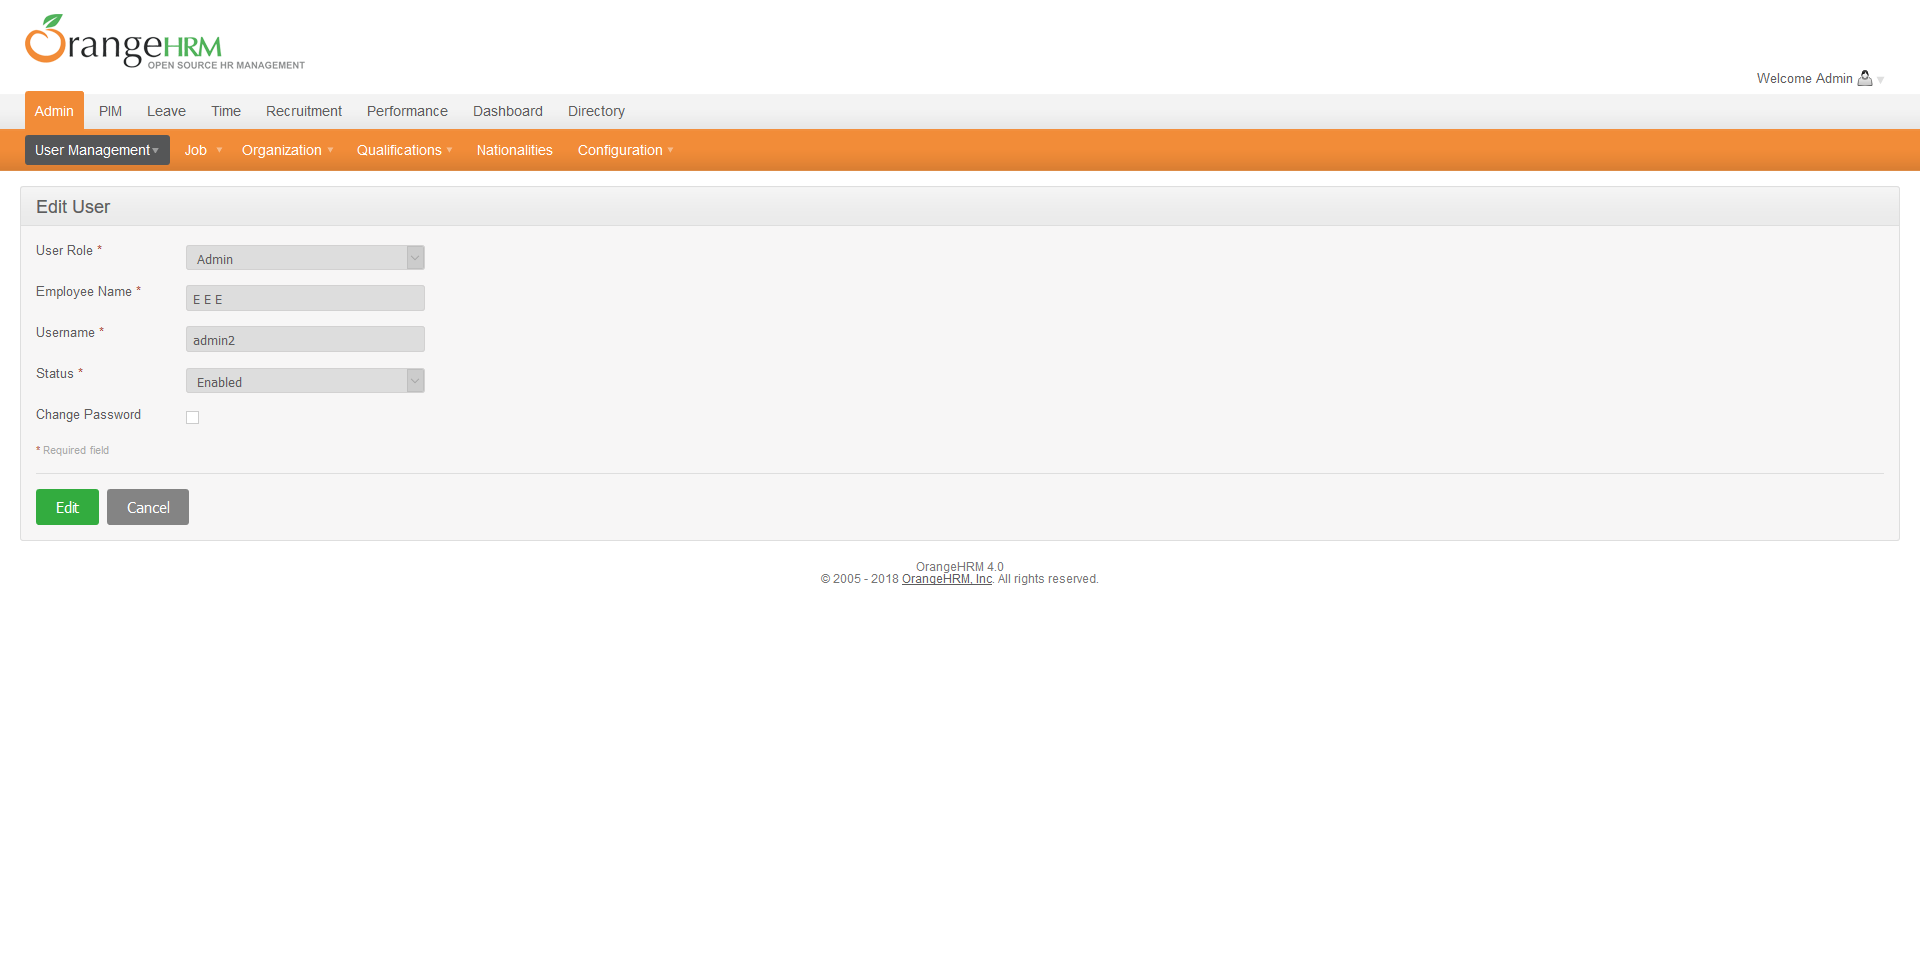 OrangeHRM
OPEN SOURCE HR MANAGEMENT
Welcome Admin
Admin PIM Leave Time Recruitment Performance Dashboard Directory
User Management Job Organization Qualifications Nationalities Configuration
Edit User
User Role * Admin
Employee Name * E E E
Username * admin2
Status * Enabled
Change Password
* Required field
Edit Cancel
OrangeHRM 4.0
© 2005 - 2018 OrangeHRM, Inc. All rights reserved.